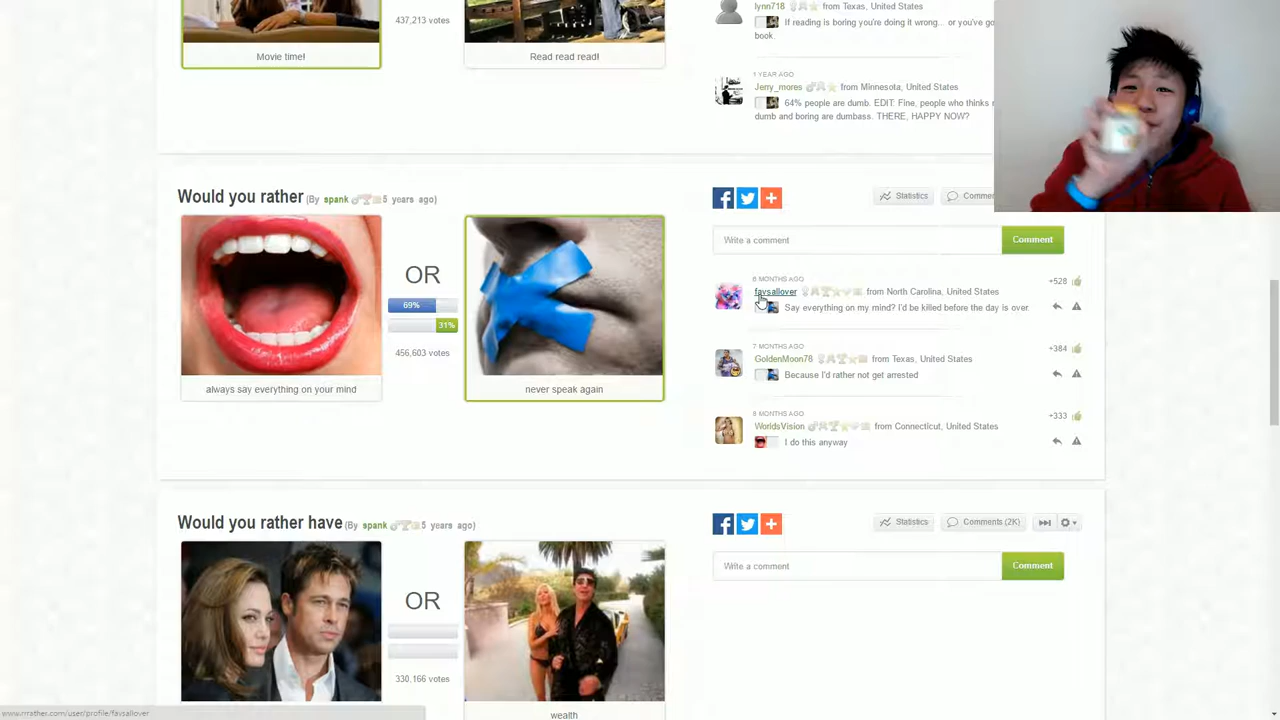 437,213 votes
Movie time!
Read read read!
lynn718 from Texas, United States
If reading is boring you're doing it wrong... or you've go
book.
1 YEAR AGO
Jerry_mores from Minnesota, United States
64% people are dumb. EDIT: Fine, people who thinks
dumb and boring are dumbass. THERE, HAPPY NOW?
Would you rather (By spank 5 years ago)
Statistics
Comme
OR
Write a comment
Comment
69%
31%
456,603 votes
always say everything on your mind
never speak again
6 MONTHS AGO
favsallover from North Carolina, United States
+528
Say everything on my mind? I'd be killed before the day is over
7 MONTHS AGO
GoldenMoon78 from Texas, United States
+384
Because I'd rather not get arrested
8 MONTHS AGO
WorldsVision from Connecticut, United States
+333
I do this anyway
Would you rather have (By spank 5 years ago)
Statistics
Comments (2K)
OR
Write a comment
Comment
330,166 votes
wealth
www.rrrather.com/user/profile/favsallover